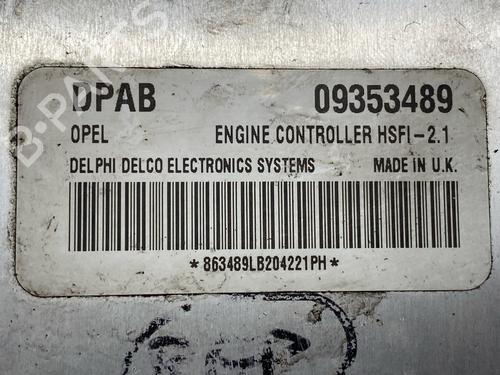 DPAB 09353489
OPEL ENGINE CONTROLLER HSFI-2.1
DELPHI DELCO ELECTRONICS SYSTEMS MADE IN U.K.
*863489LB204221PH*
B-PARTS